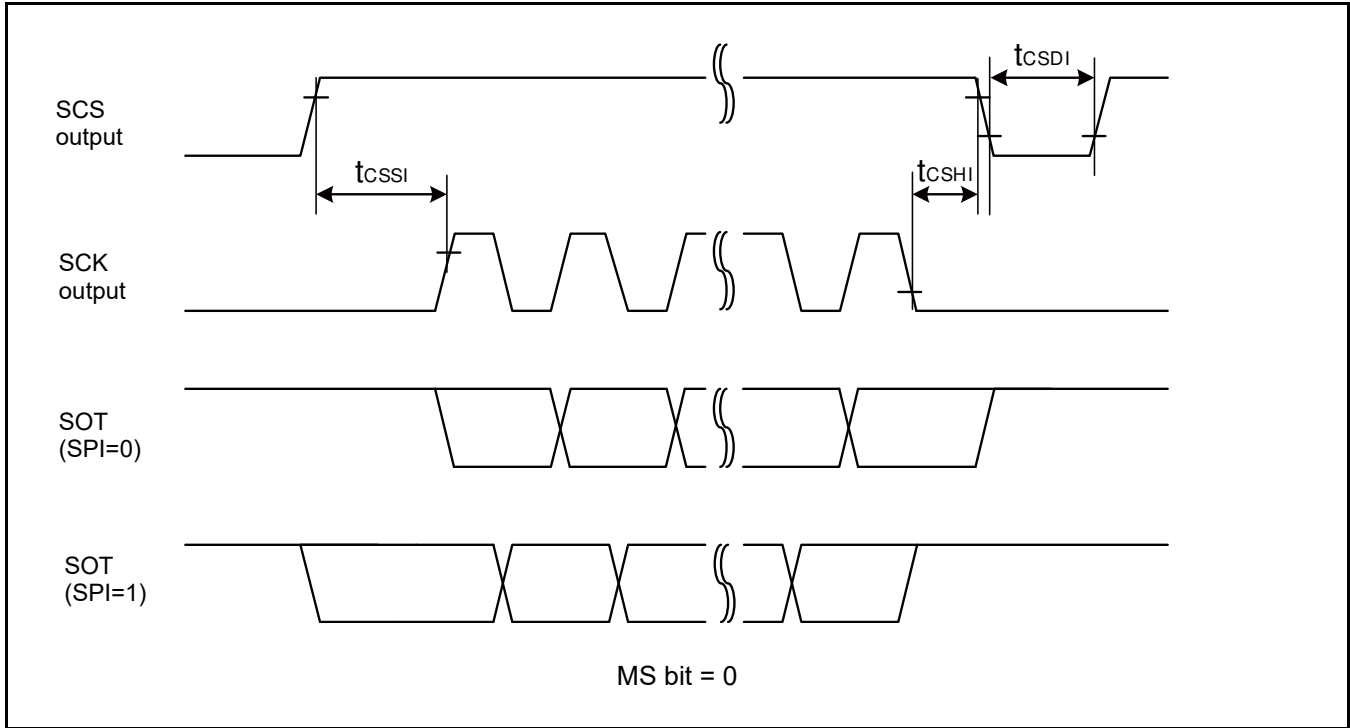 tCSDI
SCS
output
tCSSI
tCSHI
SCK
output
SOT
(SPI=0)
SOT
(SPI=1)
MS bit = 0